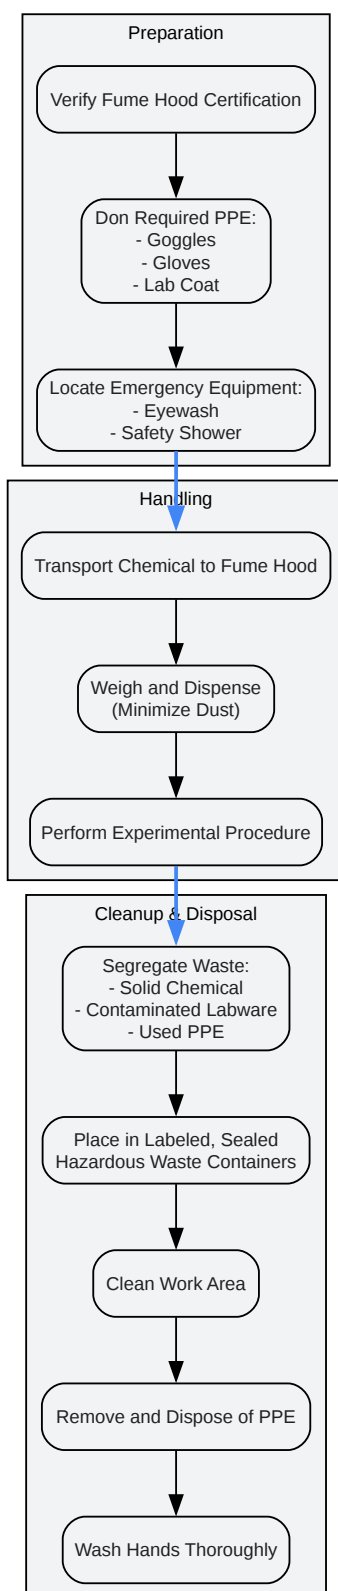 Preparation
Verify Fume Hood Certification
Don Required PPE:
- Goggles
- Gloves
- Lab Coat
Locate Emergency Equipment:
- Eyewash
- Safety Shower
Handling
Transport Chemical to Fume Hood
Weigh and Dispense
(Minimize Dust)
Perform Experimental Procedure
Cleanup & Disposal
Segregate Waste:
- Solid Chemical
- Contaminated Labware
- Used PPE
Place in Labeled, Sealed
Hazardous Waste Containers
Clean Work Area
Remove and Dispose of PPE
Wash Hands Thoroughly